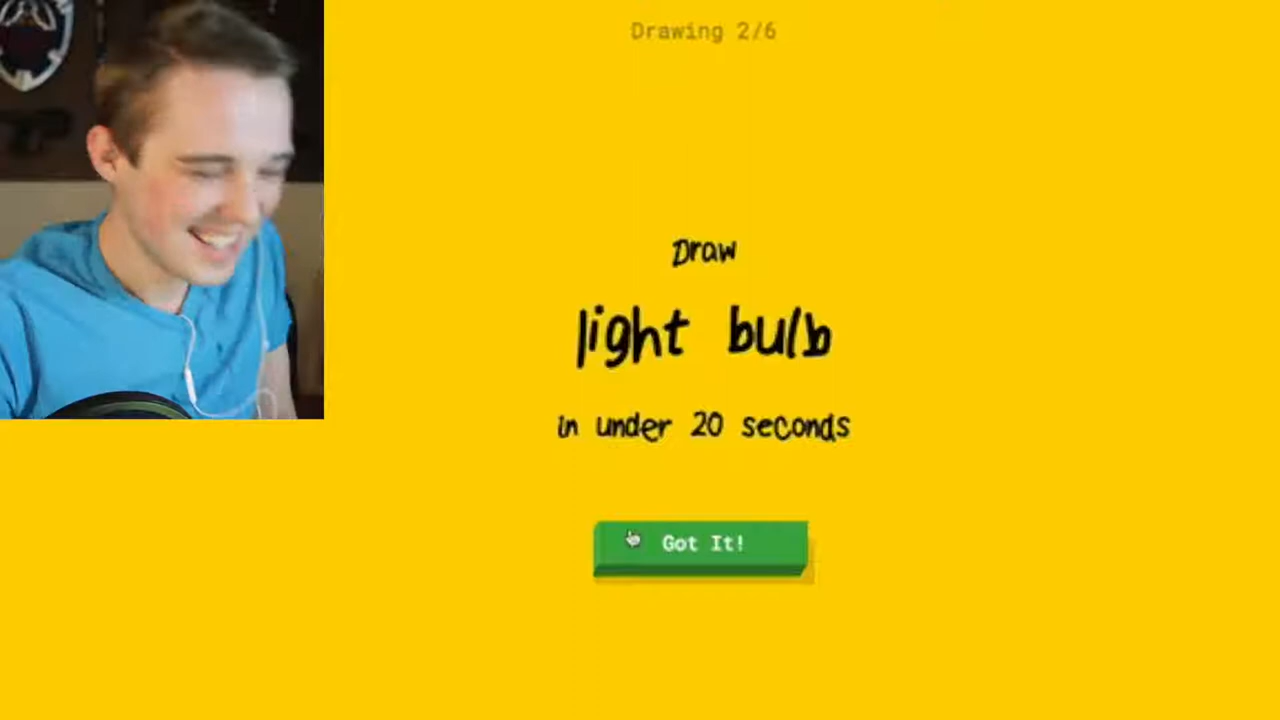 Drawing 2/6
Draw
light bulb
in under 20 seconds
Got It!